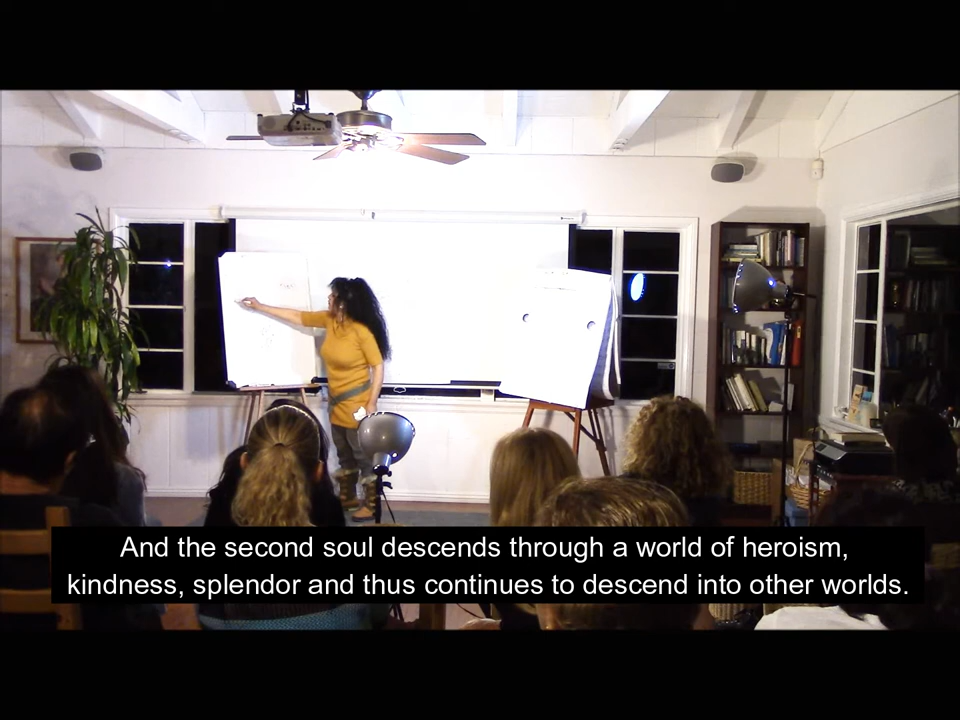 And the second soul descends through a world of heroism,
kindness, splendor and thus continues to descend into other worlds.